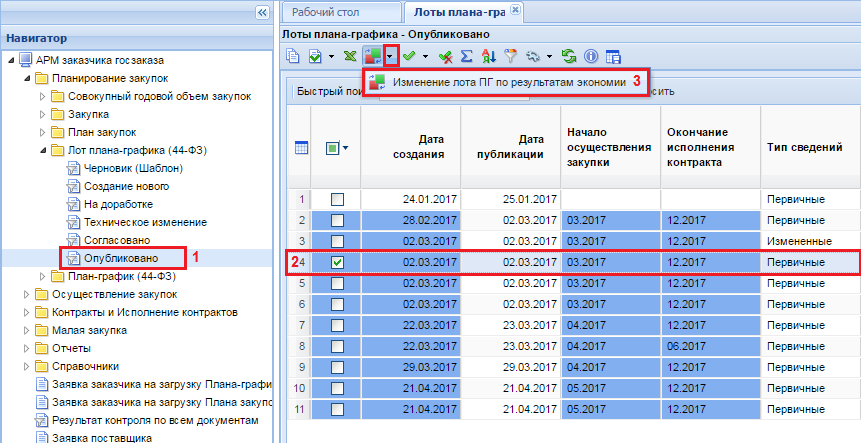 Рабочий стол
Лоты плана-гра
Навигатор
АРМ заказчика госзаказа
Планирование закупок
Совокупный годовой объем закупок
Закупка
План закупок
Лот плана-графика (44-ФЗ)
Черновик (Шаблон)
Создание нового
На доработке
Техническое изменение
Согласовано
Опубликовано 1
План-график (44-ФЗ)
Осуществление закупок
Контракты и Исполнение контрактов
Малая закупка
Отчеты
Справочники
Заявка заказчика на загрузку Плана-графи
Заявка заказчика на загрузку Плана закупо
Результат контроля по всем документам
Заявка поставщика
Лоты плана-графика - Опубликовано
Изменение лота ПГ по результатам экономии 3
Быстрый пои осить
Дата создания Дата публикации Начало осуществления закупки Окончание исполнения контракта Тип сведений
1 24.01.2017 25.01.2017 Первичные
2 28.02.2017 02.03.2017 03.2017 12.2017 Первичные
3 02.03.2017 02.03.2017 03.2017 12.2017 Измененные
2 4 02.03.2017 02.03.2017 03.2017 12.2017 Первичные
5 02.03.2017 02.03.2017 03.2017 12.2017 Первичные
6 02.03.2017 02.03.2017 03.2017 12.2017 Первичные
7 22.03.2017 23.03.2017 04.2017 12.2017 Первичные
8 22.03.2017 23.03.2017 04.2017 06.2017 Первичные
9 29.03.2017 29.03.2017 04.2017 12.2017 Первичные
10 21.04.2017 21.04.2017 05.2017 12.2017 Первичные
11 21.04.2017 21.04.2017 05.2017 12.2017 Первичные